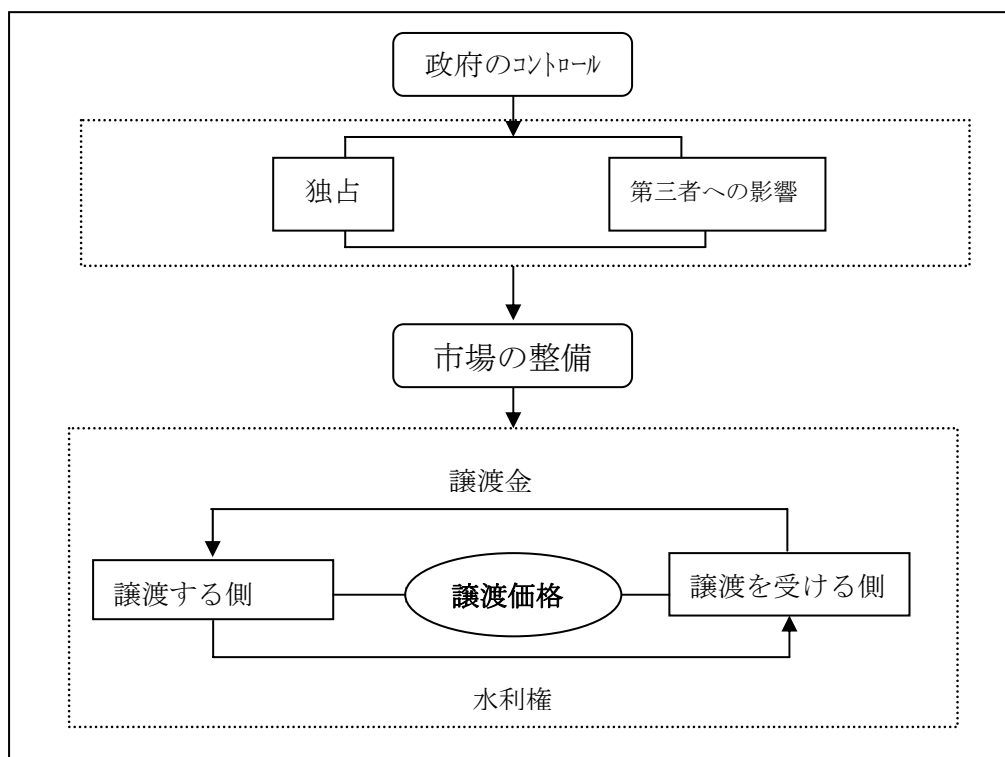 政府のｺﾝﾄﾛｰﾙ
独占
第三者への影響
市場の整備
譲渡金
譲渡する側
譲渡価格
譲渡を受ける側
水利権